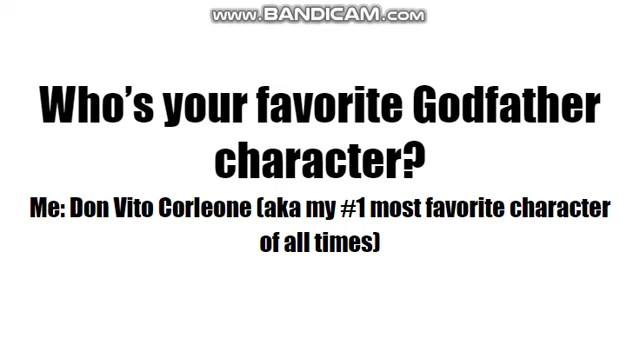 www.BANDICAM.com
Who’s your favorite Godfather
character?
Me: Don Vito Corleone (aka my #1 most favorite character
of all times)